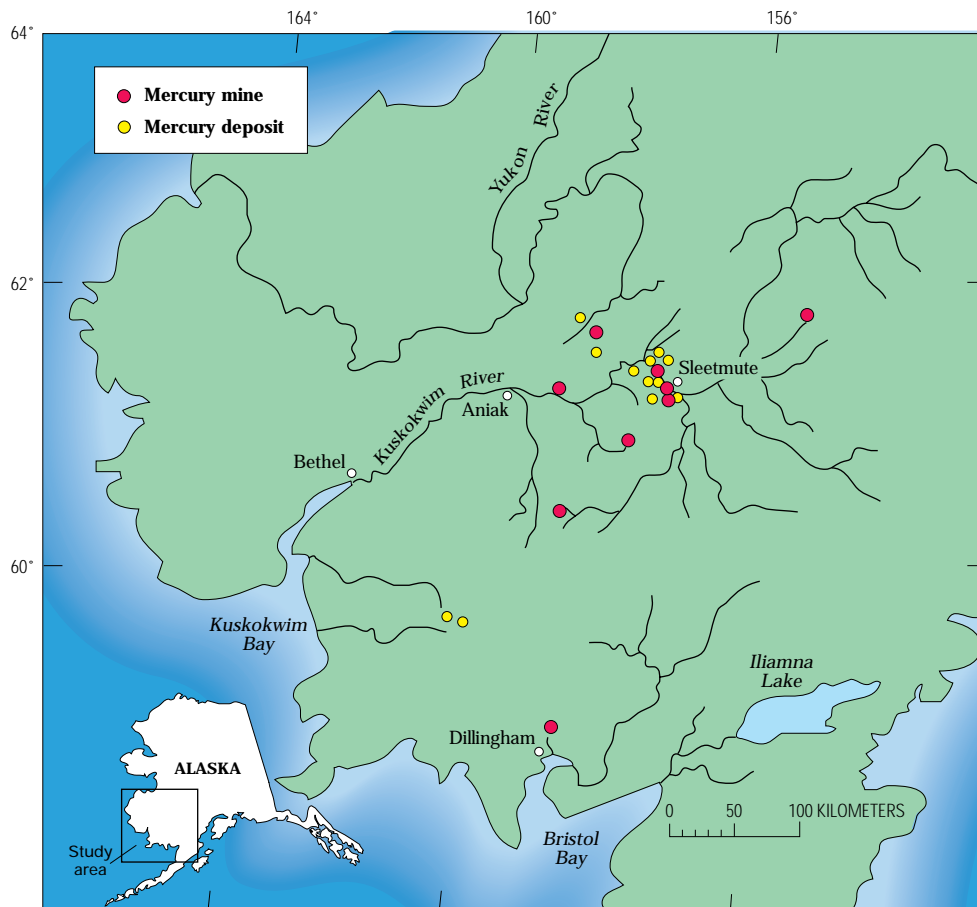 164°
160°
156°
64°
Mercury mine
Mercury deposit
Yukon River
62°
Sleetmute
Kuskokwim River
Aniak
Bethel
60°
Kuskokwim
Bay
Iliamna
Lake
Dillingham
ALASKA
0 50 100 KILOMETERS
Bristol
Bay
Study
area